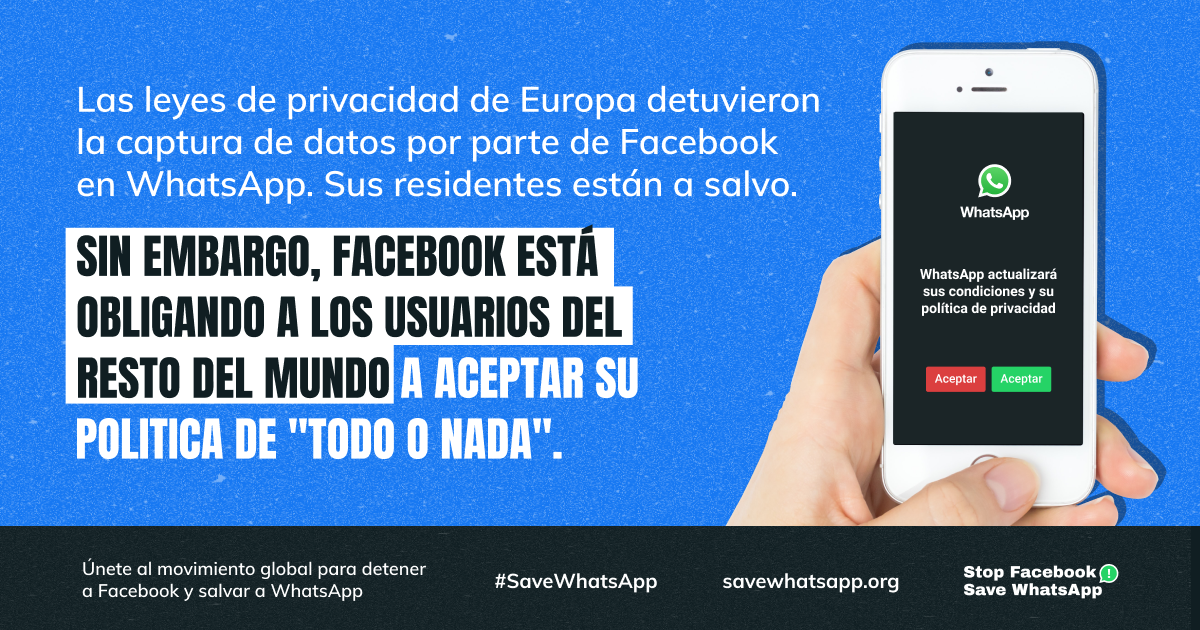 Las leyes de privacidad de Europa detuvieron
la captura de datos por parte de Facebook
en WhatsApp. Sus residentes están a salvo.
SIN EMBARGO, FACEBOOK ESTÁ
OBLIGANDO A LOS USUARIOS DEL
RESTO DEL MUNDO A ACEPTAR SU
POLITICA DE "TODO O NADA".
WhatsApp
WhatsApp actualizará
sus condiciones y su
política de privacidad
Aceptar Aceptar
Únete al movimiento global para detener
a Facebook y salvar a WhatsApp
#SaveWhatsApp
savewhatsapp.org
Stop Facebook !
Save WhatsApp